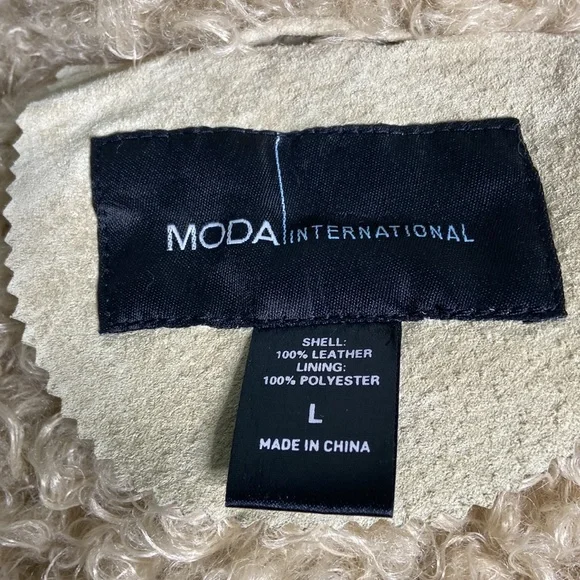 MODA INTERNATIONAL
SHELL:
100% LEATHER
LINING:
100% POLYESTER
L
MADE IN CHINA